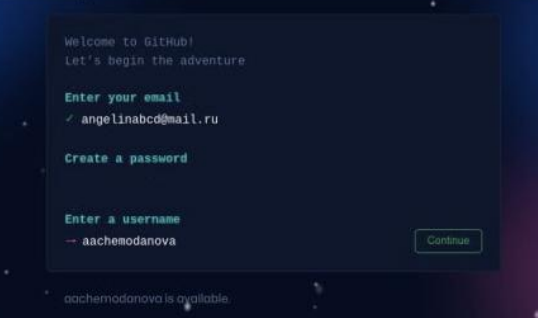 Welcome to GitHub!
Let's begin the adventure
Enter your email
✓ angelinabcd@mail.ru
Create a password
Enter a username
→ aachemodanova
Continue
aachemodanova is available.